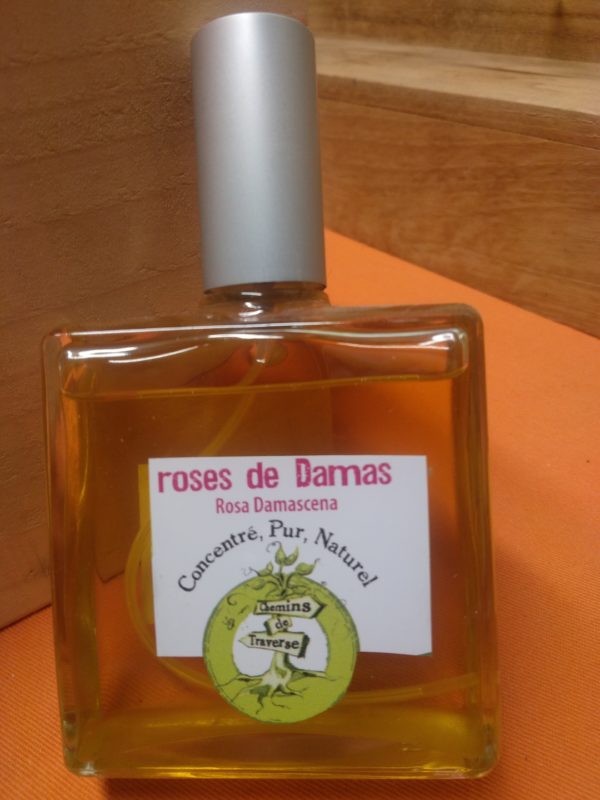 roses de Damas
Rosa Damascena
Concentré, Pur, Naturel
Chemins
de
Traverse